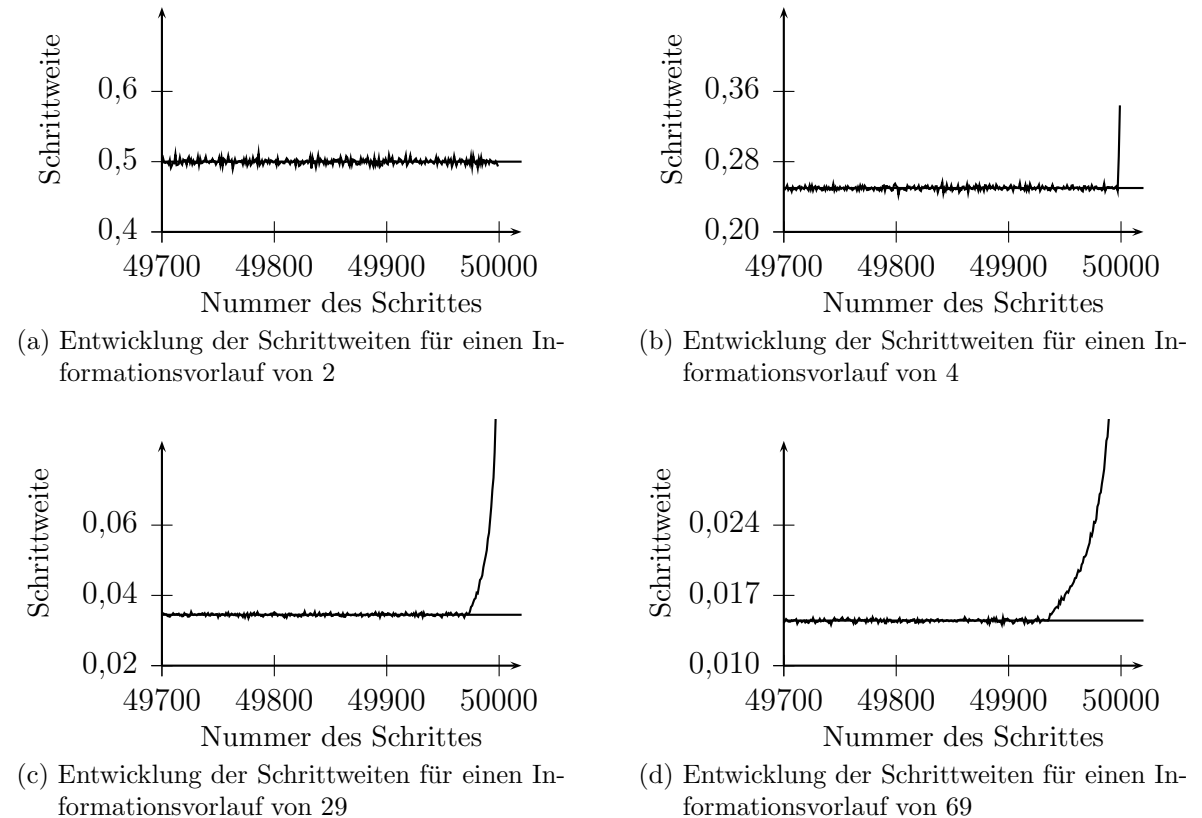 Schrittweite
0,6
0,5
0,4
49700 49800 49900 50000
Nummer des Schrittes
(a) Entwicklung der Schrittweiten für einen In-
formationsvorlauf von 2
Schrittweite
0,36
0,28
0,20
49700 49800 49900 50000
Nummer des Schrittes
(b) Entwicklung der Schrittweiten für einen In-
formationsvorlauf von 4
Schrittweite
0,06
0,04
0,02
49700 49800 49900 50000
Nummer des Schrittes
(c) Entwicklung der Schrittweiten für einen In-
formationsvorlauf von 29
Schrittweite
0,024
0,017
0,010
49700 49800 49900 50000
Nummer des Schrittes
(d) Entwicklung der Schrittweiten für einen In-
formationsvorlauf von 69